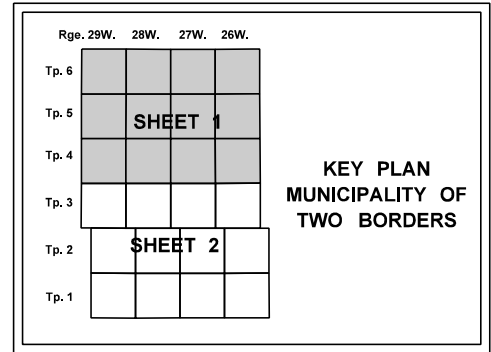 Rge. 29W. 28W. 27W. 26W.
Tp. 6
Tp. 5
SHEET 1
Tp. 4
Tp. 3
Tp. 2
SHEET 2
Tp. 1
KEY PLAN
MUNICIPALITY OF
TWO BORDERS